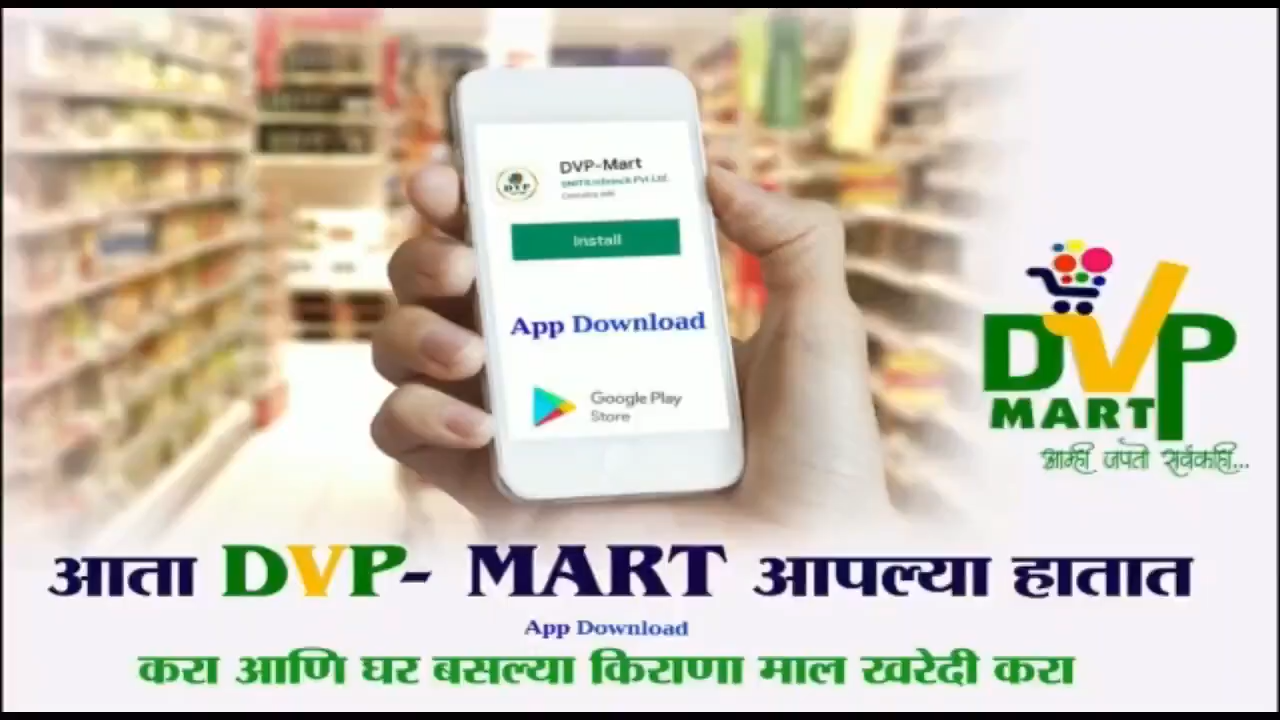 DVP-Mart
DVP
Install
App Download
Google Play
Store
DVP
MART
आम्ही जपतो सर्वकाही...
आता DVP- MART आपल्या हातात
App Download
करा आणि घर बसल्या किराणा माल खरेदी करा